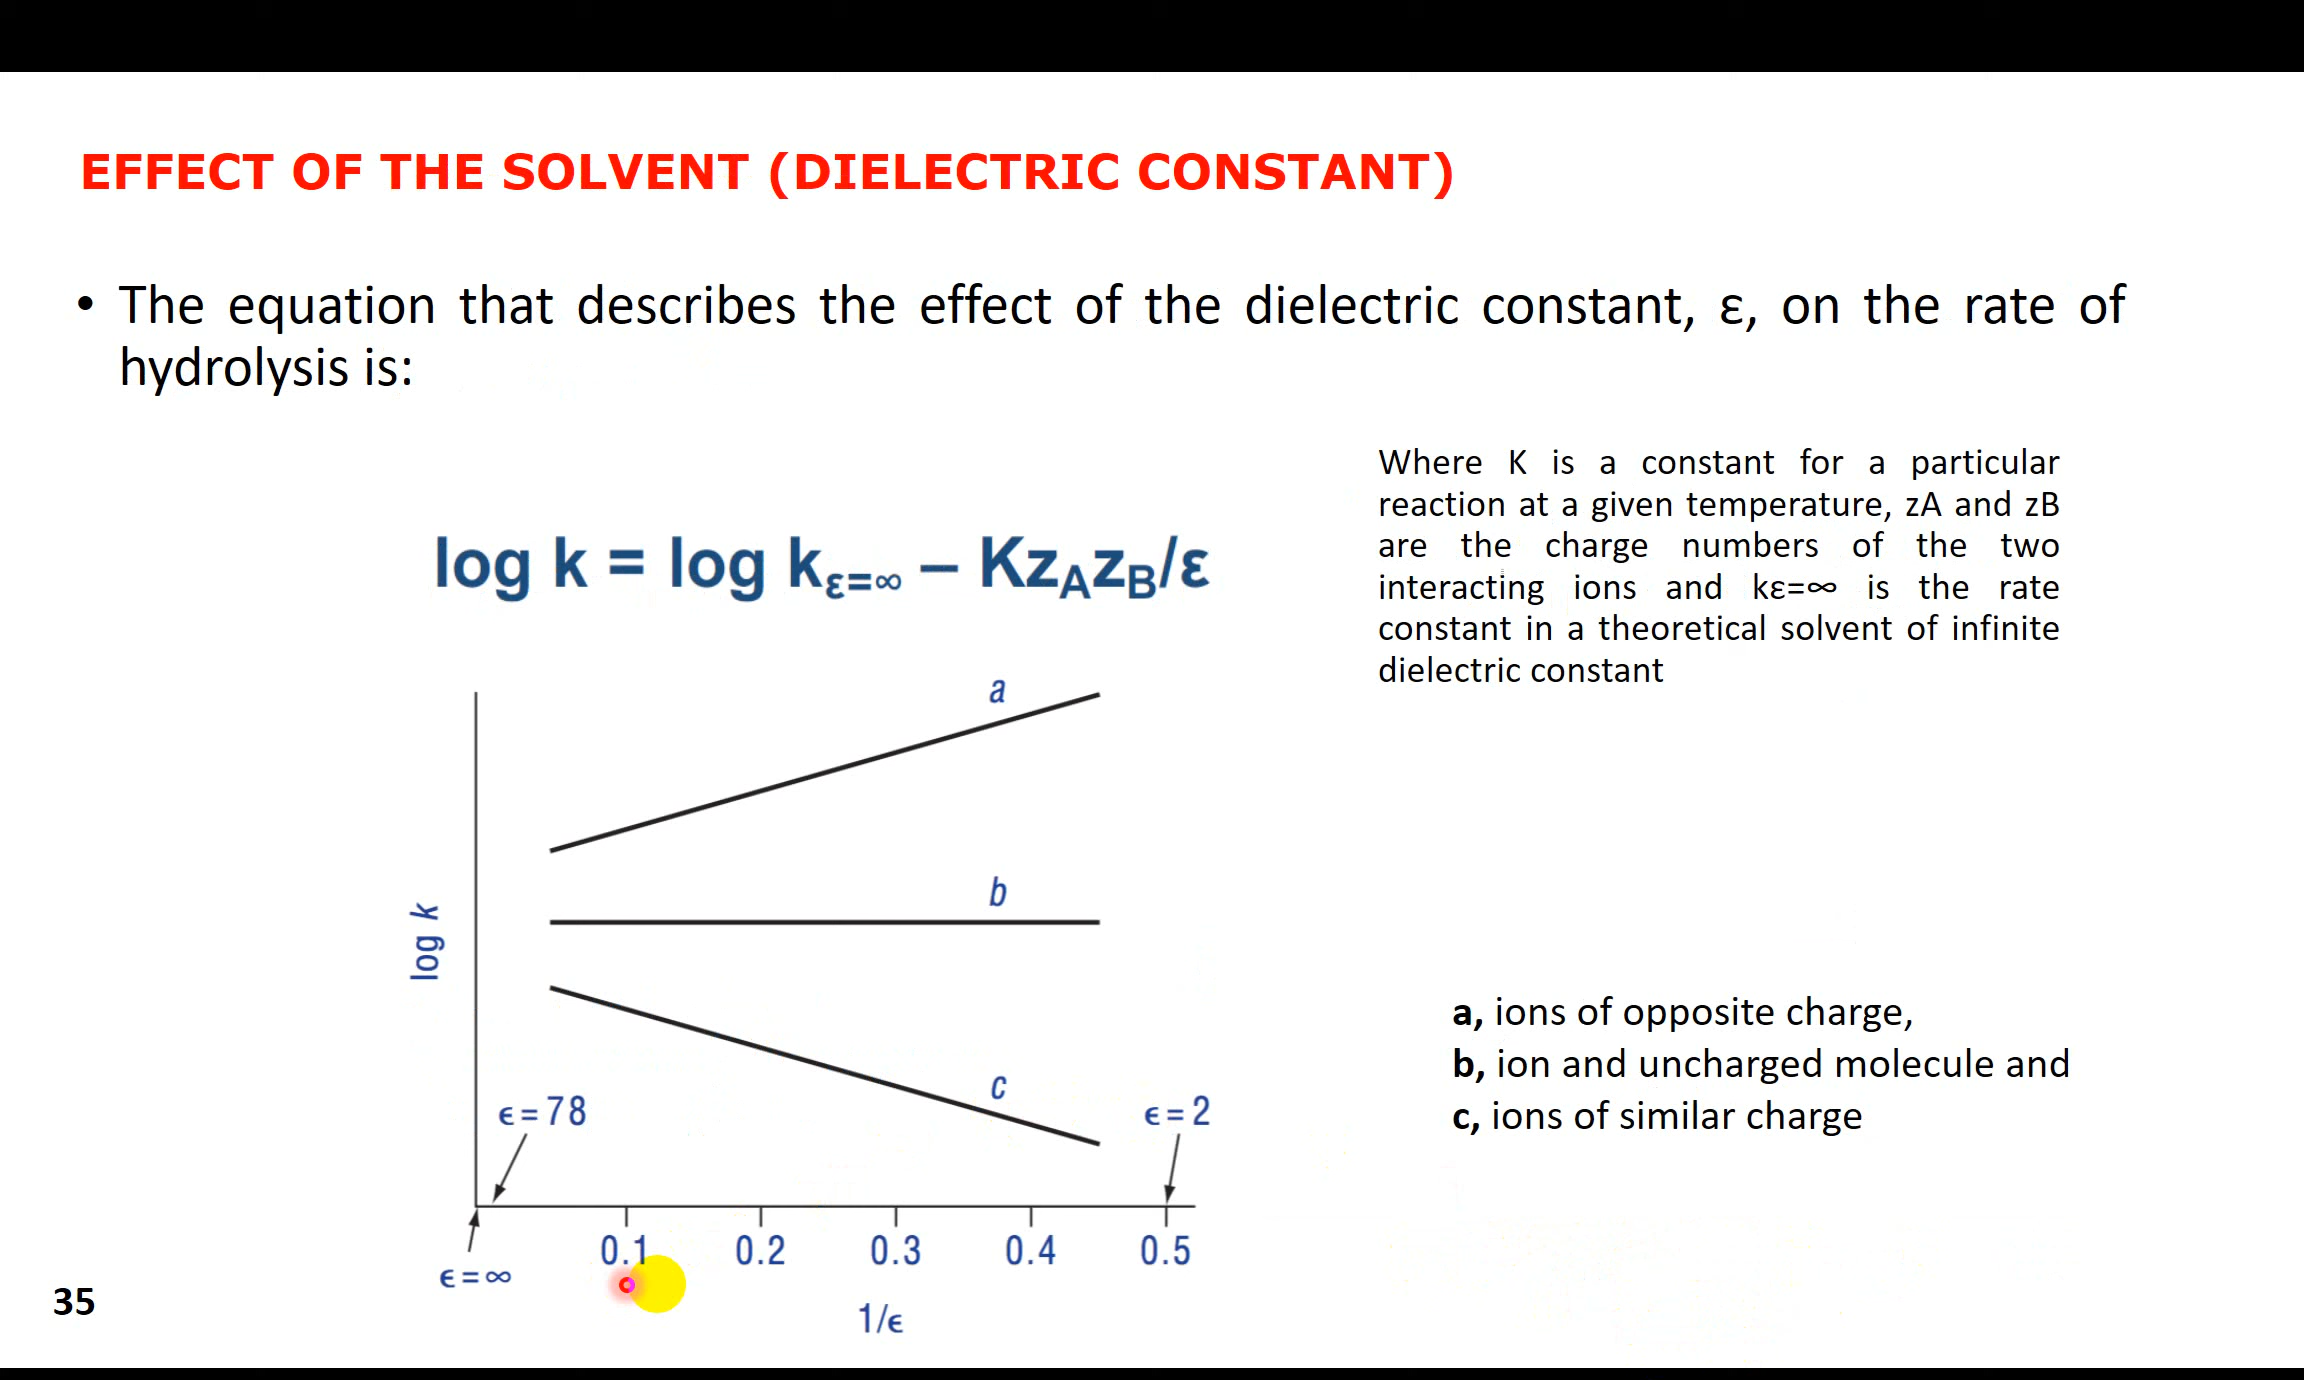 EFFECT OF THE SOLVENT (DIELECTRIC CONSTANT)
• The equation that describes the effect of the dielectric constant, ε, on the rate of
hydrolysis is:
log k = log kε=∞ – KzAzB/ε
Where K is a constant for a particular
reaction at a given temperature, zA and zB
are the charge numbers of the two
interacting ions and kε=∞ is the rate
constant in a theoretical solvent of infinite
dielectric constant
a
b
c
log k
ϵ = 78
ϵ = 2
0.1 0.2 0.3 0.4 0.5
ϵ = ∞
1/ϵ
a, ions of opposite charge,
b, ion and uncharged molecule and
c, ions of similar charge
35